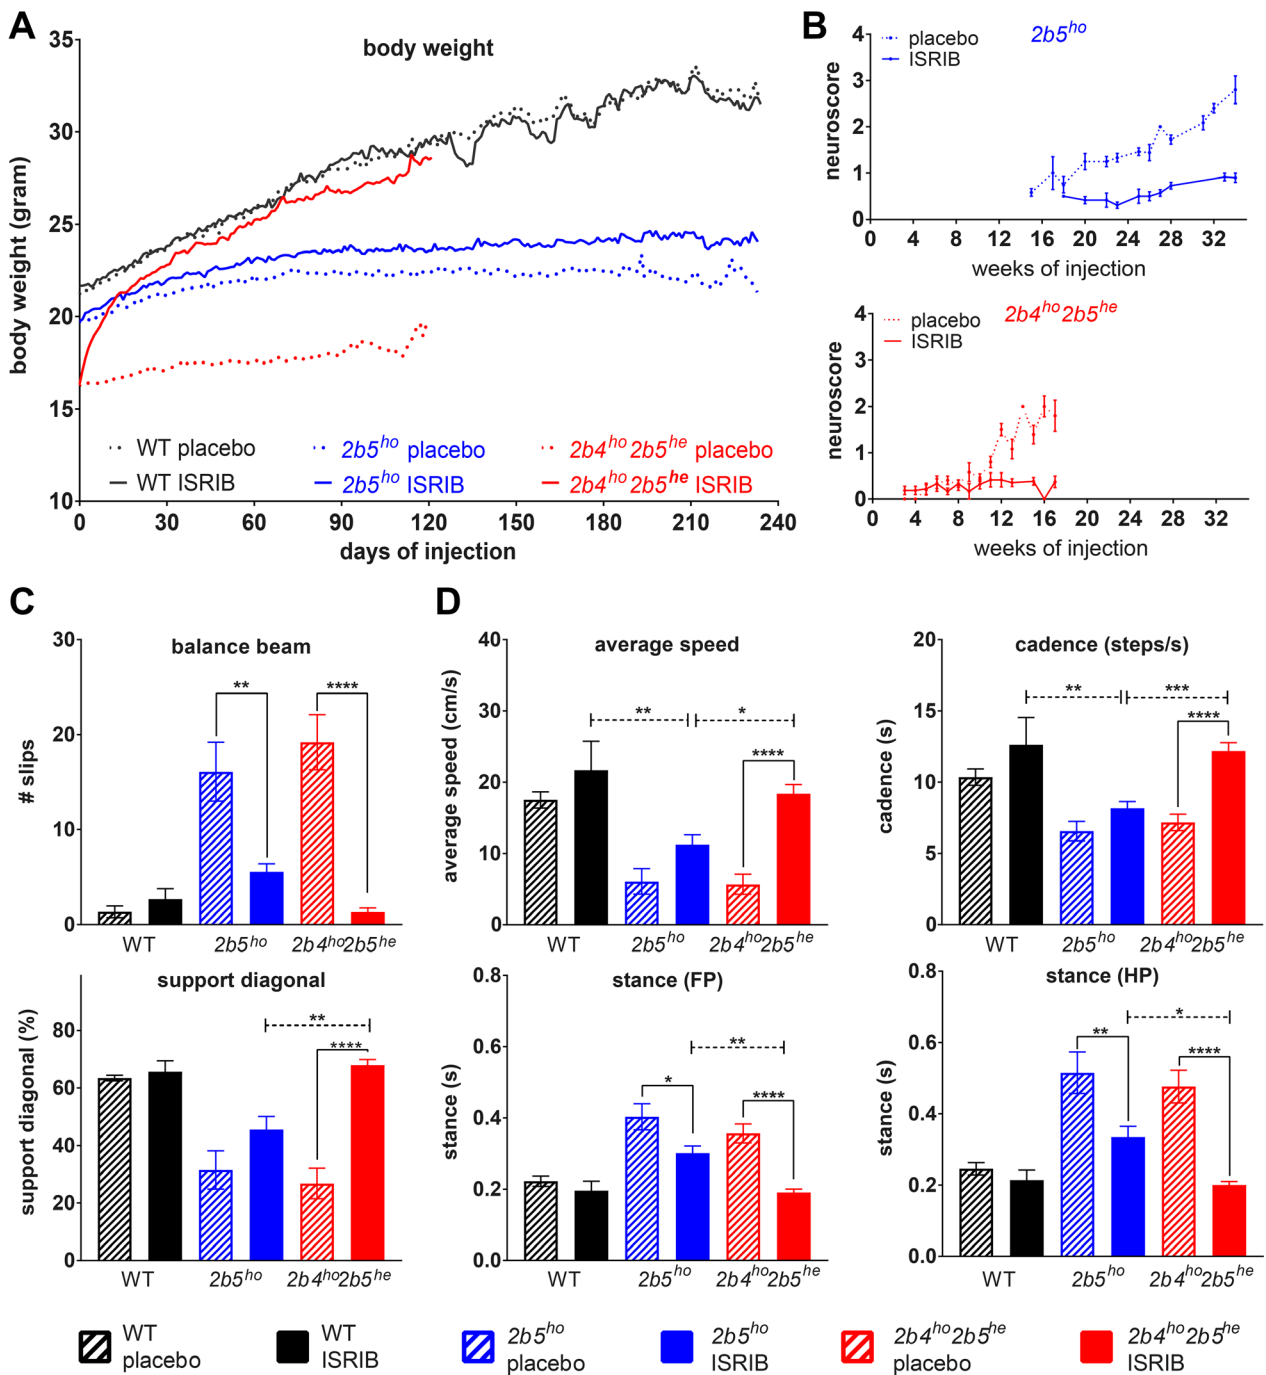 A
body weight
35
30
25
20
15
10
body weight (gram)
0 30 60 90 120 150 180 210 240
days of injection
WT placebo
2b5ho placebo
2b4ho2b5he placebo
WT ISRIB
2b5ho ISRIB
2b4ho2b5he ISRIB
B
2b5ho
placebo
ISRIB
4
3
2
1
0
neuroscore
0 4 8 12 16 20 24 28 32
weeks of injection
2b4ho2b5he
placebo
ISRIB
4
3
2
1
0
neuroscore
0 4 8 12 16 20 24 28 32
weeks of injection
C
balance beam
30
20
10
0
# slips
** ****
WT 2b5ho 2b4ho2b5he
D
average speed
40
30
20
10
0
average speed (cm/s)
** *
****
WT 2b5ho 2b4ho2b5he
cadence (steps/s)
20
15
10
5
0
cadence (s)
** ***
****
WT 2b5ho 2b4ho2b5he
support diagonal
80
60
40
20
0
support diagonal (%)
**
****
WT 2b5ho 2b4ho2b5he
stance (FP)
0.8
0.6
0.4
0.2
0.0
stance (s)
**
* ****
WT 2b5ho 2b4ho2b5he
stance (HP)
0.8
0.6
0.4
0.2
0.0
stance (s)
*
** ****
WT 2b5ho 2b4ho2b5he
WT
placebo
WT
ISRIB
2b5ho
placebo
2b5ho
ISRIB
2b4ho2b5he
placebo
2b4ho2b5he
ISRIB